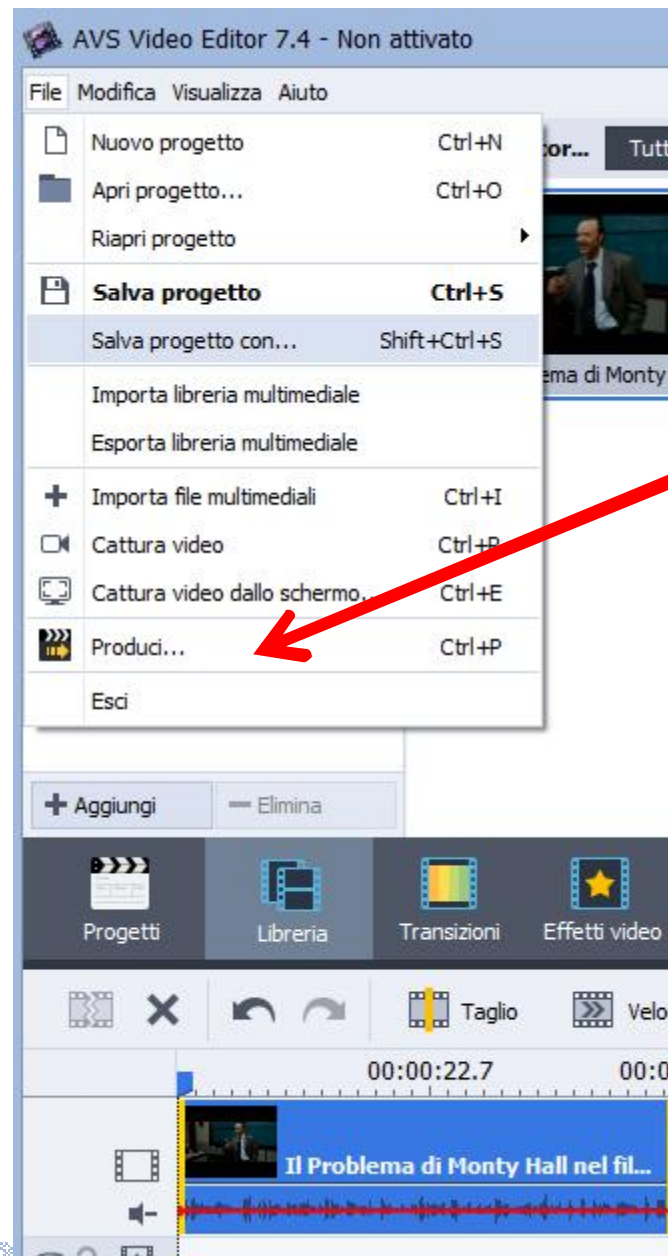 AVS Video Editor 7.4 - Non attivato
File Modifica Visualizza Aiuto
Nuovo progetto Ctrl+N
Apri progetto... Ctrl+O
Riapri progetto
Salva progetto Ctrl+S
Salva progetto con... Shift+Ctrl+S
Importa libreria multimediale
Esporta libreria multimediale
Importa file multimediali Ctrl+I
Cattura video
Cattura video dallo schermo... Ctrl+E
Produci... Ctrl+P
Esci
di Monty
Aggiungi Elimina
Progetti Libreria Transizioni Effetti video
Taglio
00:00:22.7
Il Problema di Monty Hall nel fil...